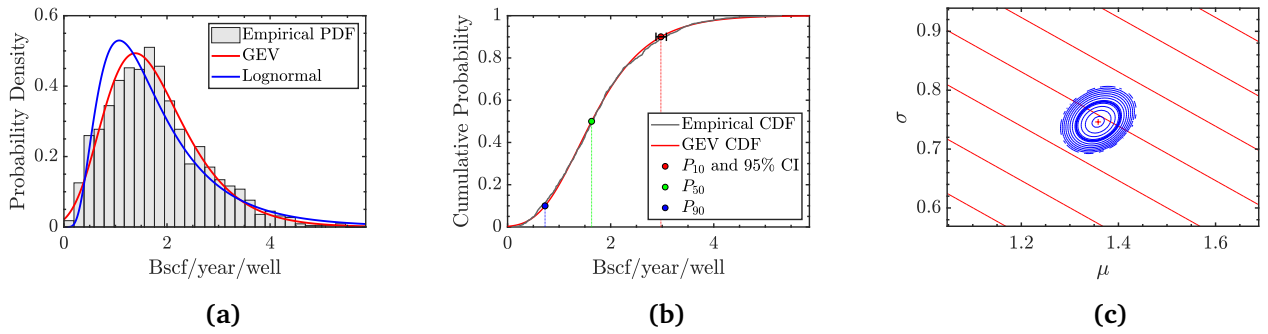 Probability Density
0.6
0.4
0.2
0
0
2
4
Bscf/year/well
Empirical PDF
GEV
Lognormal
(a)
Cumulative Probability
1
0.8
0.6
0.4
0.2
0
0
2
4
Bscf/year/well
Empirical CDF
GEV CDF
P10 and 95% CI
P50
P90
(b)
σ
0.9
0.8
0.7
0.6
1.2
1.4
1.6
μ
(c)